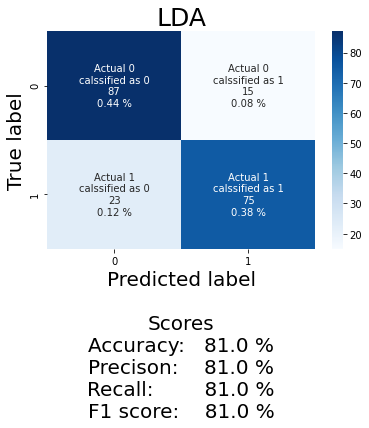 LDA
Actual 0
calssified as 0
87
0.44 %
Actual 0
calssified as 1
15
0.08 %
Actual 1
calssified as 0
23
0.12 %
Actual 1
calssified as 1
75
0.38 %
True label
0
1
0
1
Predicted label
80
70
60
50
40
30
20
Scores
Accuracy: 81.0 %
Precison: 81.0 %
Recall: 81.0 %
F1 score: 81.0 %